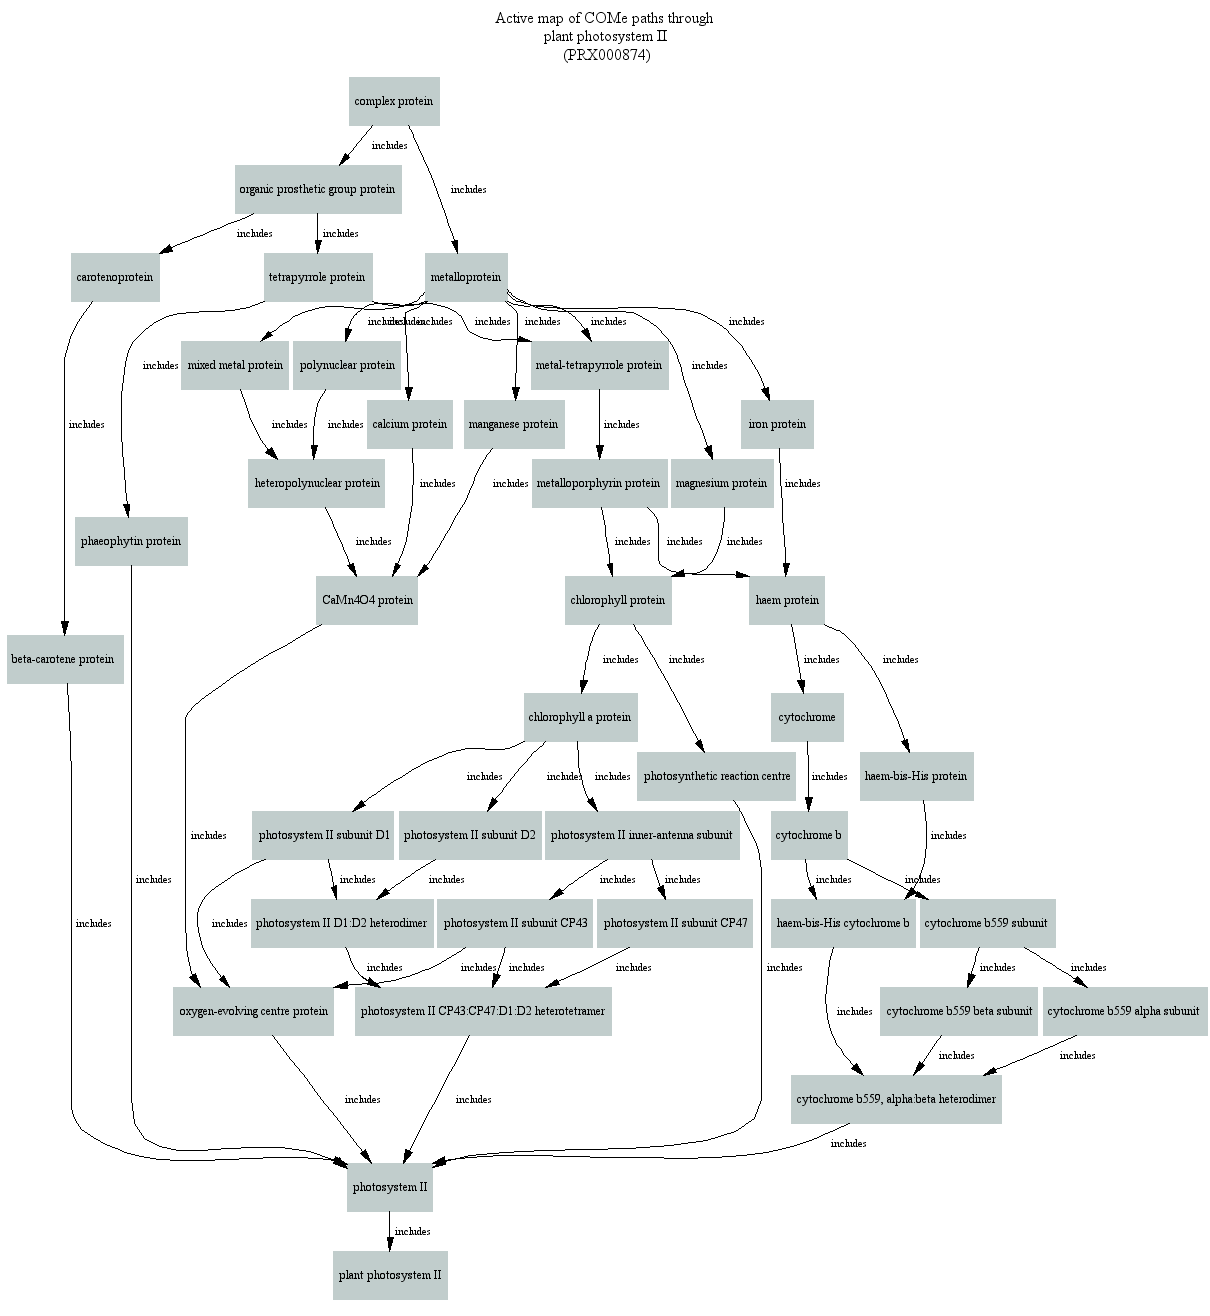 Active map of COMe paths through
plant photosystem II
(PRX000874)
complex protein
includes
organic prosthetic group protein
includes
includes
includes
carotenoprotein
tetrapyrrole protein
metalloprotein
includes
includes
includes
includes
includes
includes
includes
includes
mixed metal protein
polynuclear protein
metal-tetrapyrrole protein
includes
includes
includes
includes
includes
calcium protein
manganese protein
iron protein
heteropolynuclear protein
includes
includes
metalloporphyrin protein
magnesium protein
includes
phaeophytin protein
includes
includes
includes
includes
CaMn4O4 protein
chlorophyll protein
haem protein
beta-carotene protein
includes
includes
includes
includes
chlorophyll a protein
cytochrome
includes
includes
includes
photosynthetic reaction centre
includes
haem-bis-His protein
includes
photosystem II subunit D1
photosystem II subunit D2
photosystem II inner-antenna subunit
cytochrome b
includes
includes
includes
includes
includes
includes
includes
includes
includes
photosystem II D1:D2 heterodimer
photosystem II subunit CP43
photosystem II subunit CP47
haem-bis-His cytochrome b
cytochrome b559 subunit
includes
includes
includes
includes
includes
includes
includes
includes
oxygen-evolving centre protein
photosystem II CP43:CP47:D1:D2 heterotetramer
includes
cytochrome b559 beta subunit
cytochrome b559 alpha subunit
includes
includes
includes
includes
cytochrome b559, alpha:beta heterodimer
includes
photosystem II
includes
plant photosystem II